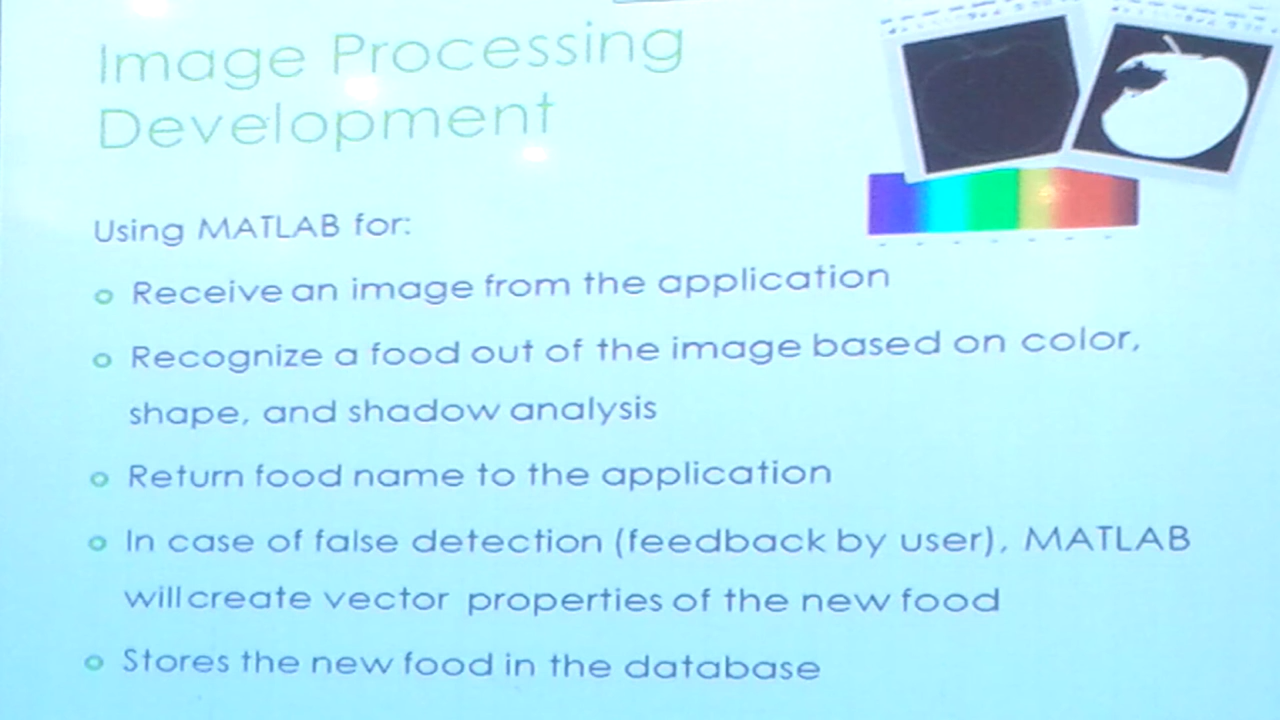 Image Processing
Development
Using MATLAB for:
Receive an image from the application
Recognize a food out of the image based on color,
shape, and shadow analysis
Return food name to the application
In case of false detection (feedback by user), MATLAB
will create vector properties of the new food
Stores the new food in the database